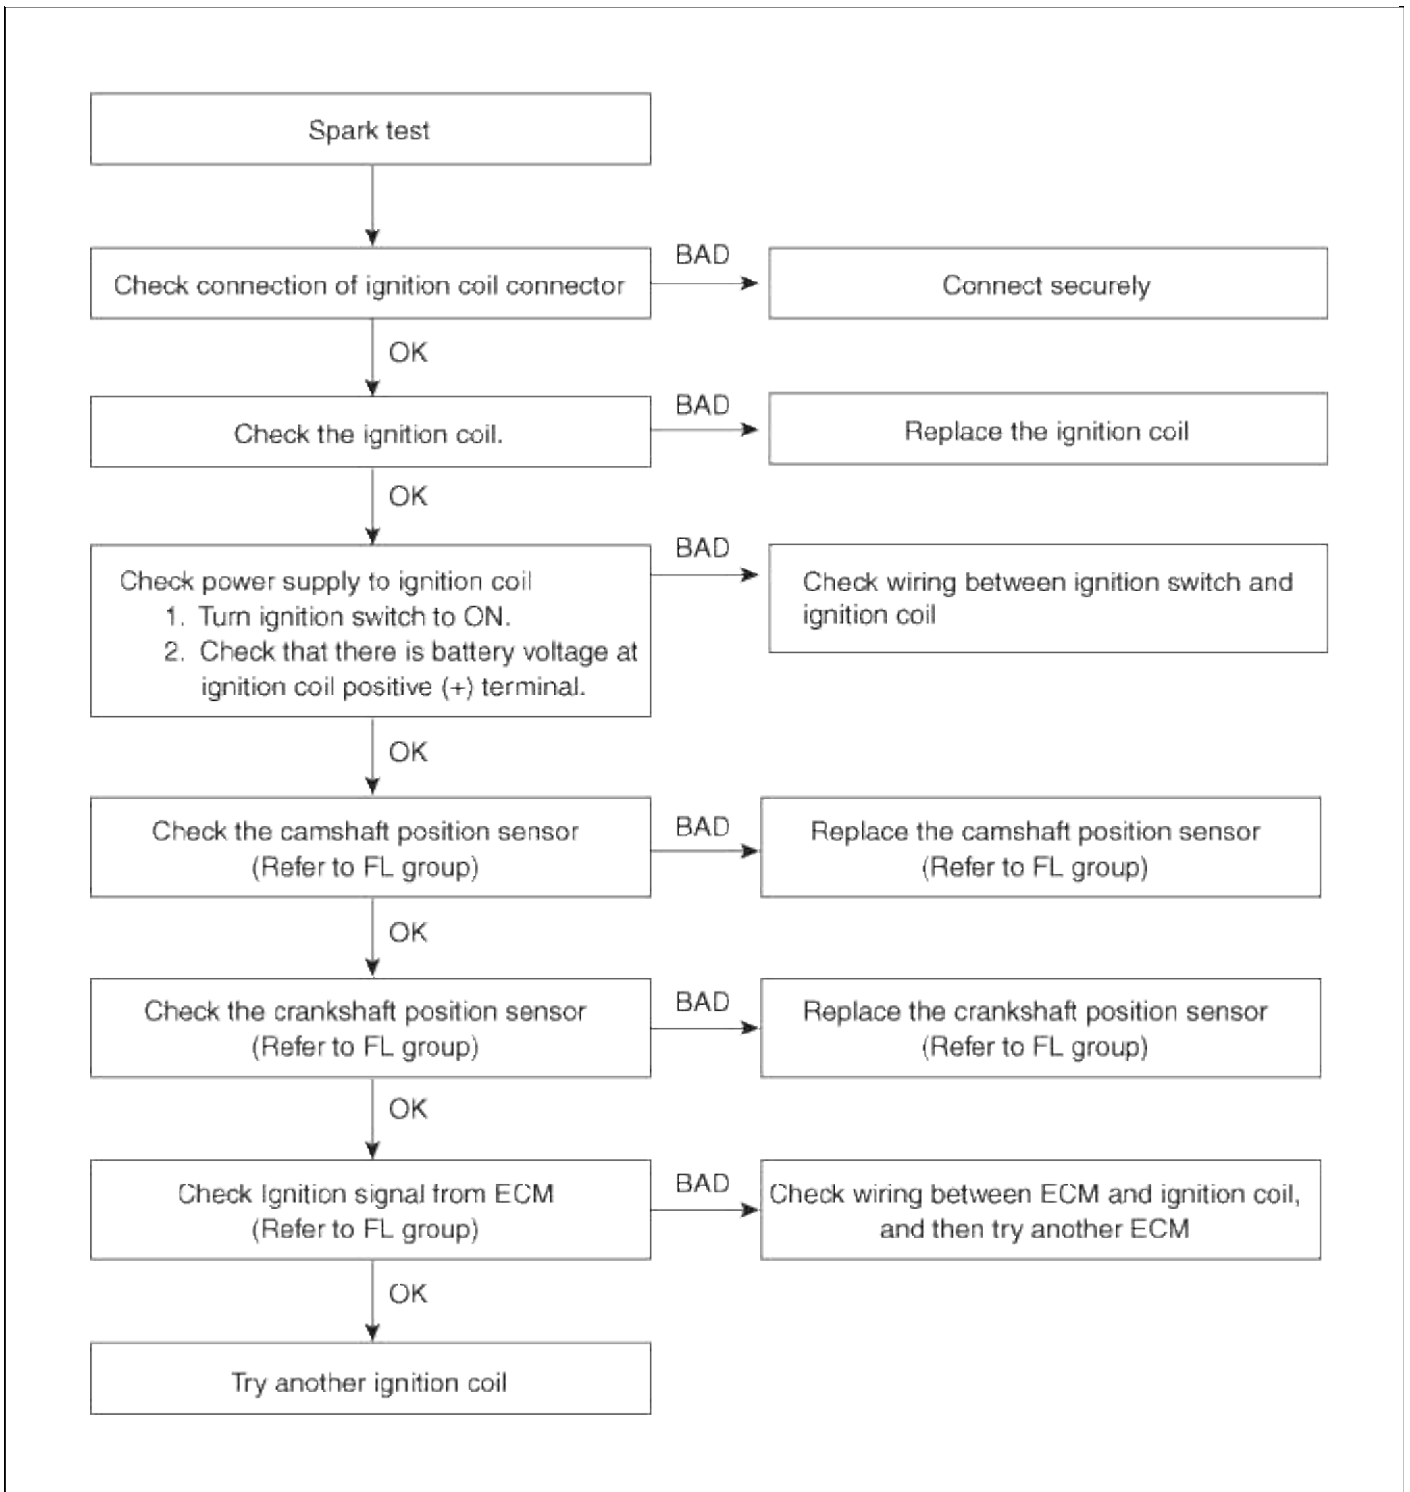 Spark test
Check connection of ignition coil connector
BAD
Connect securely
OK
Check the ignition coil.
BAD
Replace the ignition coil
OK
Check power supply to ignition coil
1. Turn ignition switch to ON.
2. Check that there is battery voltage at
ignition coil positive (+) terminal.
BAD
Check wiring between ignition switch and
ignition coil
OK
Check the camshaft position sensor
(Refer to FL group)
BAD
Replace the camshaft position sensor
(Refer to FL group)
OK
Check the crankshaft position sensor
(Refer to FL group)
BAD
Replace the crankshaft position sensor
(Refer to FL group)
OK
Check Ignition signal from ECM
(Refer to FL group)
BAD
Check wiring between ECM and ignition coil,
and then try another ECM
OK
Try another ignition coil